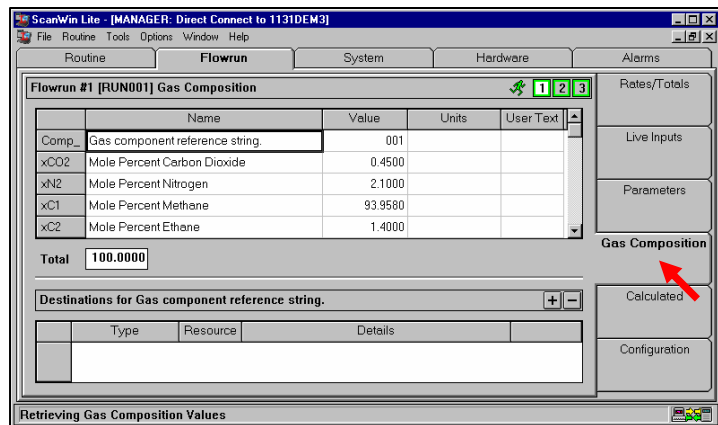 ScanWin Lite - [MANAGER: Direct Connect to 1131DEM3]
File Routine Tools Options Window Help
Routine Flowrun System Hardware Alarms
Flowrun #1 [RUN001] Gas Composition 1 2 3
Name Value Units User Text
Comp_ Gas component reference string. 001
xCO2 Mole Percent Carbon Dioxide 0.4500
xN2 Mole Percent Nitrogen 2.1000
xC1 Mole Percent Methane 93.9580
xC2 Mole Percent Ethane 1.4000
Total 100.0000
Destinations for Gas component reference string. + -
Type Resource Details
Rates/Totals
Live Inputs
Parameters
Gas Composition
Calculated
Configuration
Retrieving Gas Composition Values